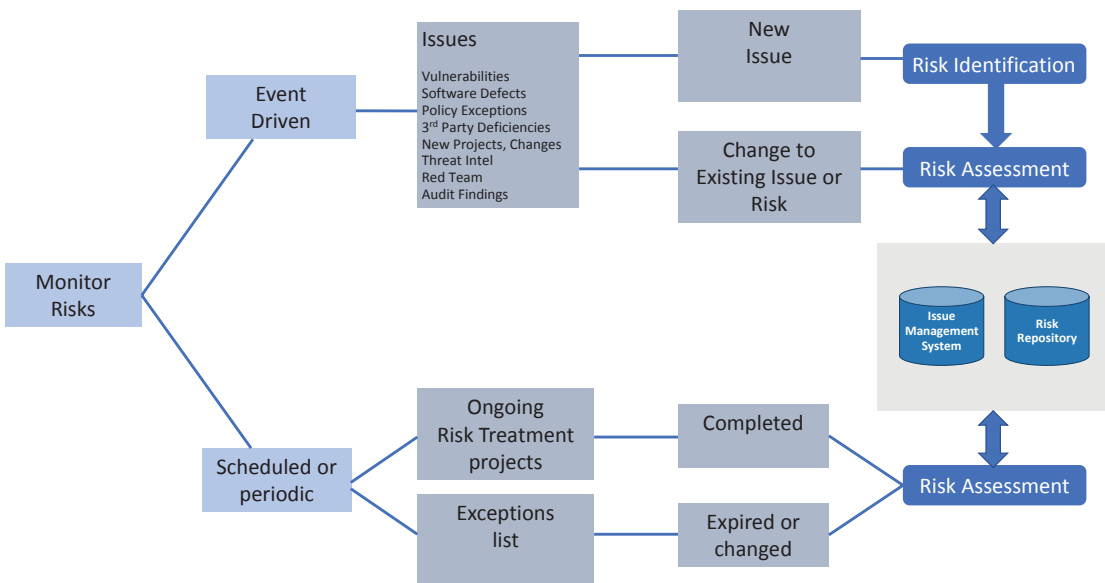 Monitor
Risks
Event
Driven
Issues
Vulnerabilities
Software Defects
Policy Exceptions
3rd Party Deficiencies
New Projects, Changes
Threat Intel
Red Team
Audit Findings
New
Issue
Risk Identification
Change to
Existing Issue or
Risk
Risk Assessment
Issue
Management
System
Risk
Repository
Scheduled or
periodic
Ongoing
Risk Treatment
projects
Completed
Exceptions
list
Expired or
changed
Risk Assessment